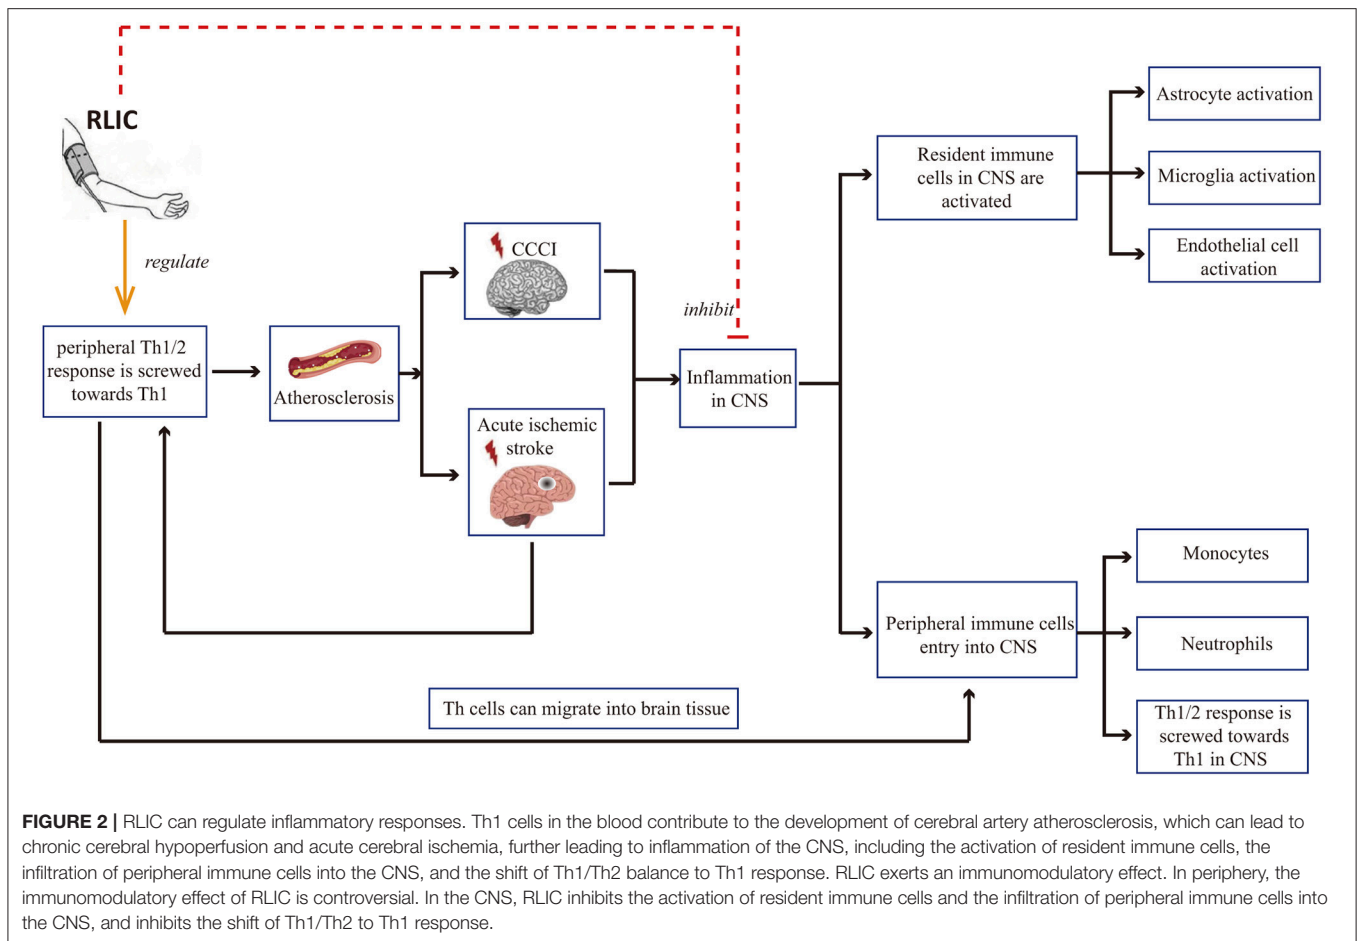 RLIC
regulate
peripheral Th1/2
response is screwed
towards Th1
Atherosclerosis
CCCI
Acute ischemic
stroke
inhibit
Inflammation
in CNS
Resident immune
cells in CNS are
activated
Astrocyte activation
Microglia activation
Endothelial cell
activation
Peripheral immune cells
entry into CNS
Monocytes
Neutrophils
Th1/2 response is
screwed towards
Th1 in CNS
Th cells can migrate into brain tissue
FIGURE 2 | RLIC can regulate inflammatory responses. Th1 cells in the blood contribute to the development of cerebral artery atherosclerosis, which can lead to
chronic cerebral hypoperfusion and acute cerebral ischemia, further leading to inflammation of the CNS, including the activation of resident immune cells, the
infiltration of peripheral immune cells into the CNS, and the shift of Th1/Th2 balance to Th1 response. RLIC exerts an immunomodulatory effect. In periphery, the
immunomodulatory effect of RLIC is controversial. In the CNS, RLIC inhibits the activation of resident immune cells and the infiltration of peripheral immune cells into
the CNS, and inhibits the shift of Th1/Th2 to Th1 response.